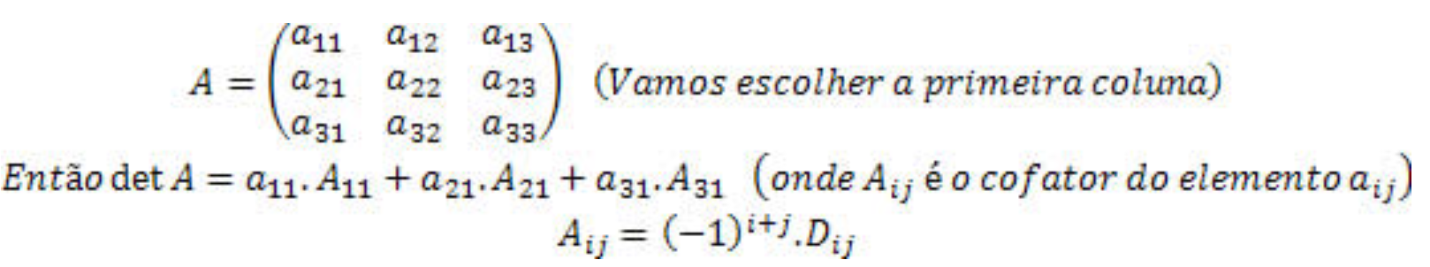 a₁₁ a₁₂ a₁₃
A = ( a₂₁ a₂₂ a₂₃ ) (Vamos escolher a primeira coluna)
a₃₁ a₃₂ a₃₃
Então det A = a₁₁. A₁₁ + a₂₁. A₂₁ + a₃₁. A₃₁ (onde Aᵢⱼ é o cofator do elemento aᵢⱼ)
Aᵢⱼ = (−1)ⁱ⁺ʲ. Dᵢⱼ